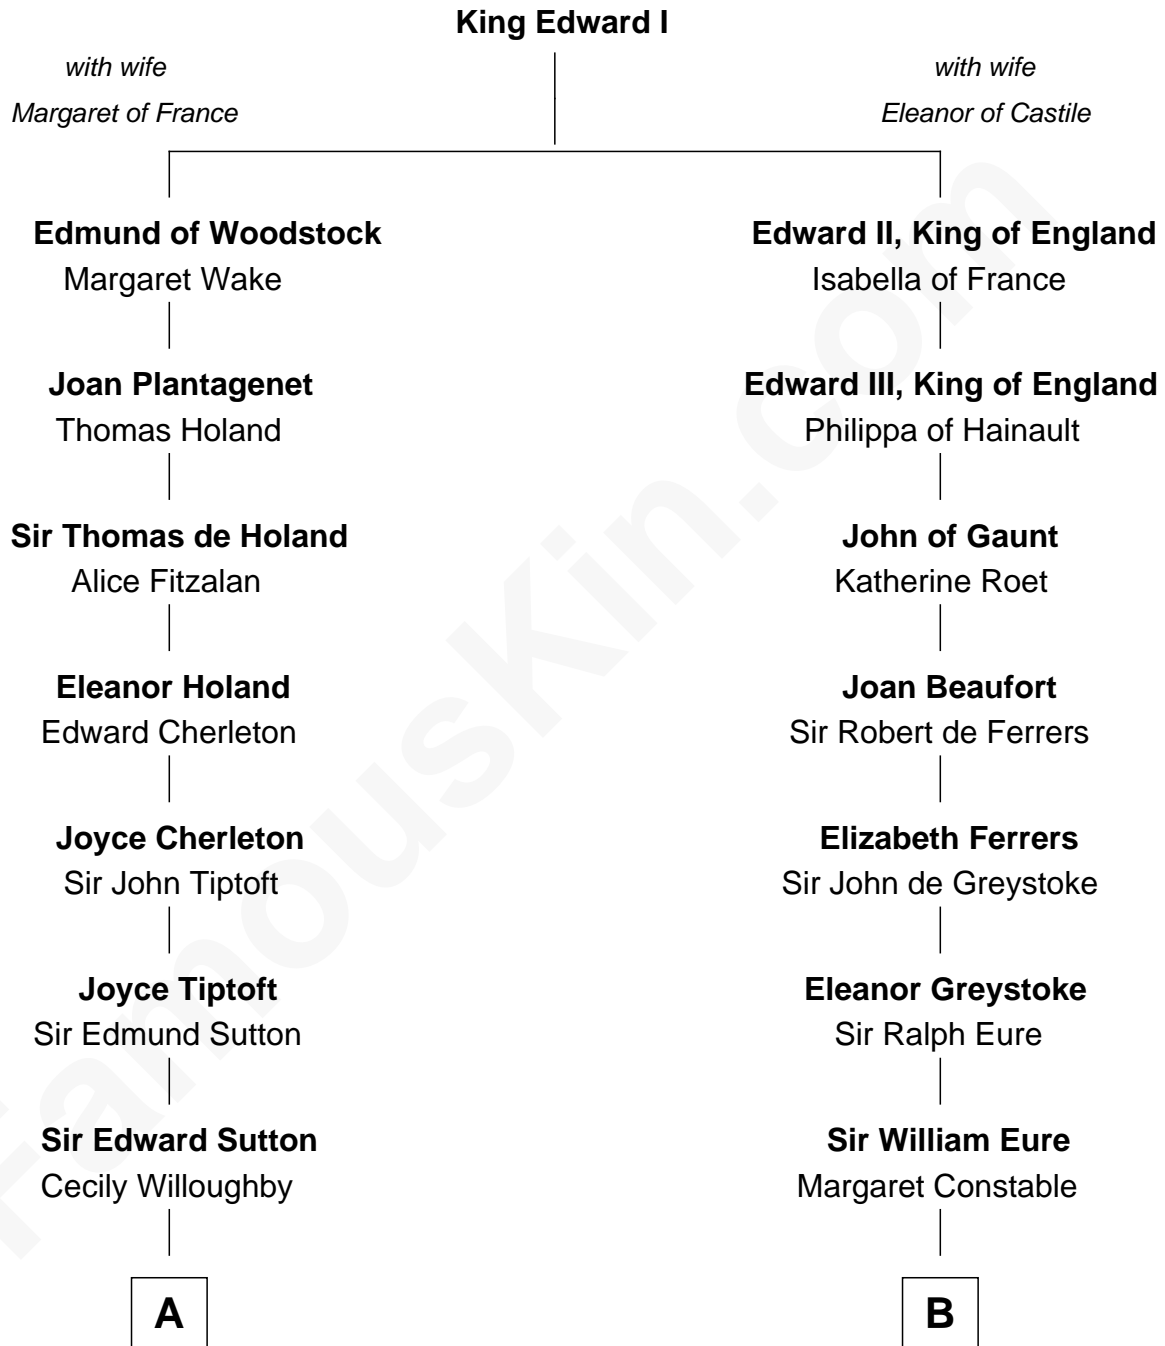 King Edward I
with wife
Margaret of France
with wife
Eleanor of Castile
Edmund of Woodstock
Margaret Wake
Edward II, King of England
Isabella of France
Joan Plantagenet
Thomas Holand
Edward III, King of England
Philippa of Hainault
Sir Thomas de Holand
Alice Fitzalan
John of Gaunt
Katherine Roet
Eleanor Holand
Edward Cherleton
Joan Beaufort
Sir Robert de Ferrers
Joyce Cherleton
Sir John Tiptoft
Elizabeth Ferrers
Sir John de Greystoke
Joyce Tiptoft
Sir Edmund Sutton
Eleanor Greystoke
Sir Ralph Eure
Sir Edward Sutton
Cecily Willoughby
Sir William Eure
Margaret Constable
A
B
FamousKin.com